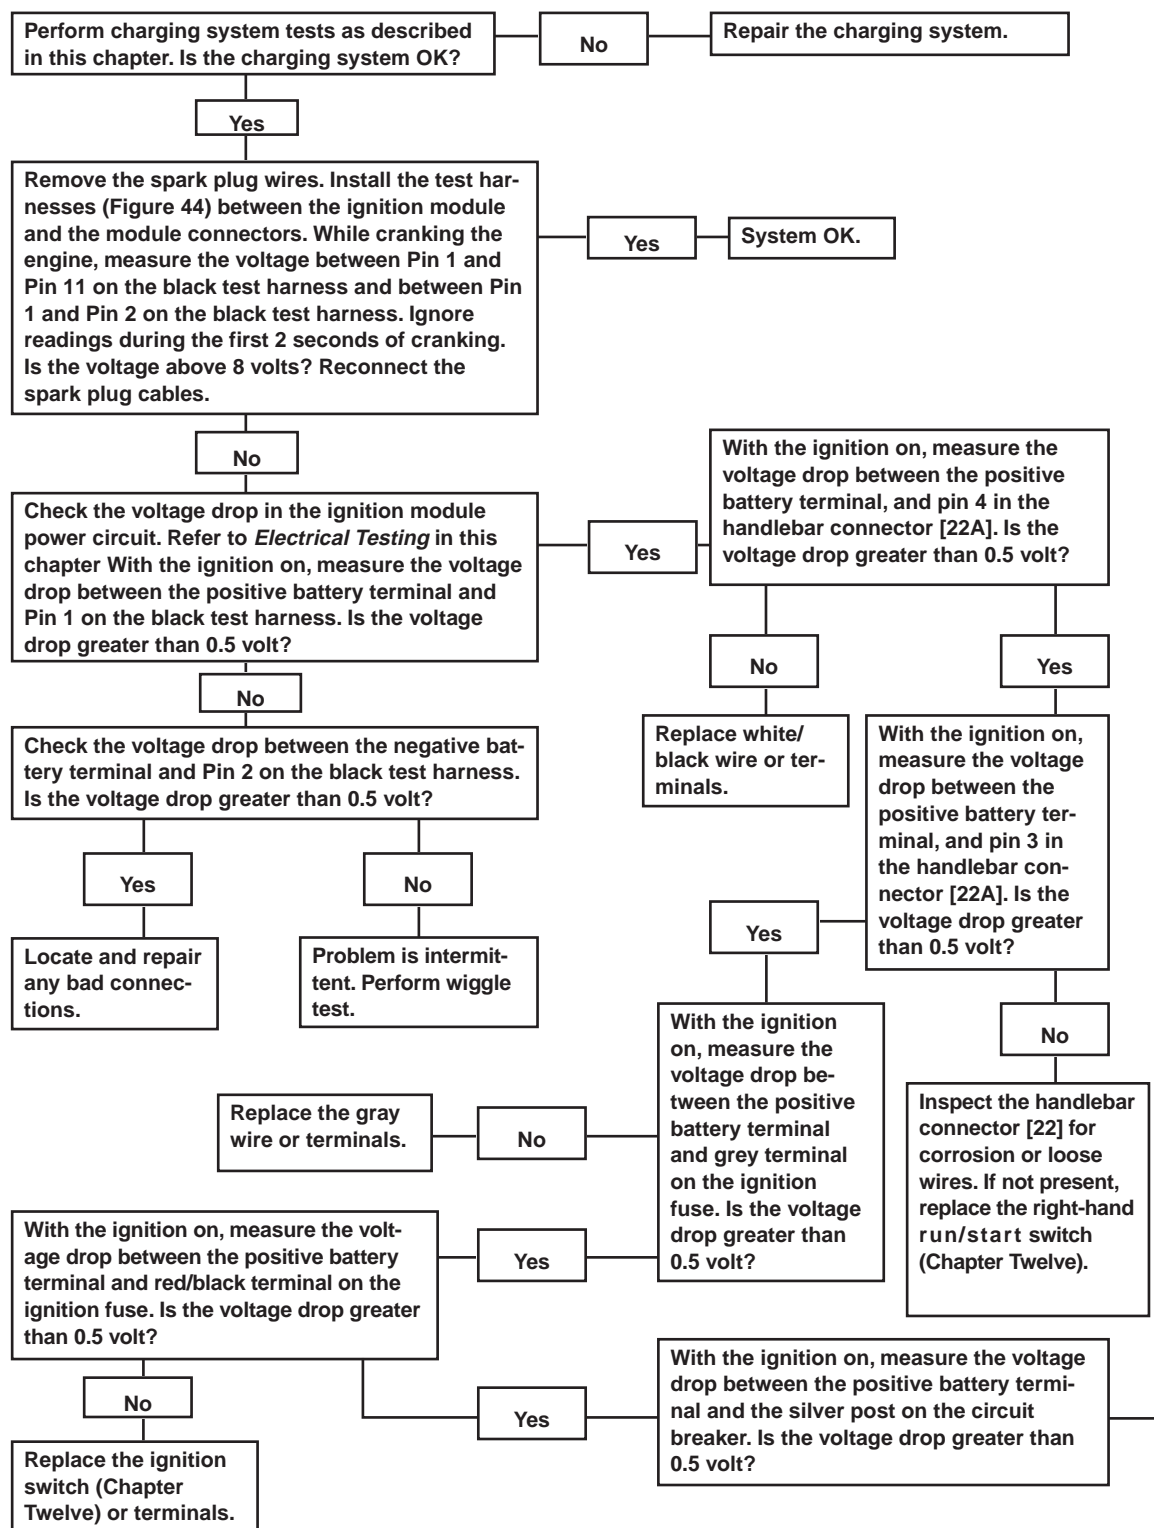 Perform charging system tests as described
in this chapter. Is the charging system OK?
No
Repair the charging system.
Yes
Remove the spark plug wires. Install the test har-
nesses (Figure 44) between the ignition module
and the module connectors. While cranking the
engine, measure the voltage between Pin 1 and
Pin 11 on the black test harness and between Pin
1 and Pin 2 on the black test harness. Ignore
readings during the first 2 seconds of cranking.
Is the voltage above 8 volts? Reconnect the
spark plug cables.
Yes
System OK.
No
Check the voltage drop in the ignition module
power circuit. Refer to Electrical Testing in this
chapter With the ignition on, measure the voltage
drop between the positive battery terminal and
Pin 1 on the black test harness. Is the voltage
drop greater than 0.5 volt?
Yes
With the ignition on, measure the
voltage drop between the positive
battery terminal, and pin 4 in the
handlebar connector [22A]. Is the
voltage drop greater than 0.5 volt?
No
Yes
No
Check the voltage drop between the negative bat-
tery terminal and Pin 2 on the black test harness.
Is the voltage drop greater than 0.5 volt?
Replace white/
black wire or ter-
minals.
With the ignition on,
measure the voltage
drop between the
positive battery ter-
minal, and pin 3 in
the handlebar con-
nector [22A]. Is the
voltage drop greater
than 0.5 volt?
Yes
No
Yes
Locate and repair
any bad connec-
tions.
Problem is intermit-
tent. Perform wiggle
test.
No
With the ignition
on, measure the
voltage drop be-
tween the positive
battery terminal
and grey terminal
on the ignition
fuse. Is the voltage
drop greater than
0.5 volt?
Inspect the handlebar
connector [22] for
corrosion or loose
wires. If not present,
replace the right-hand
run/start switch
(Chapter Twelve).
Replace the gray
wire or terminals.
No
With the ignition on, measure the volt-
age drop between the positive battery
terminal and red/black terminal on the
ignition fuse. Is the voltage drop greater
than 0.5 volt?
Yes
No
Yes
With the ignition on, measure the voltage
drop between the positive battery termi-
nal and the silver post on the circuit
breaker. Is the voltage drop greater than
0.5 volt?
Replace the ignition
switch (Chapter
Twelve) or terminals.